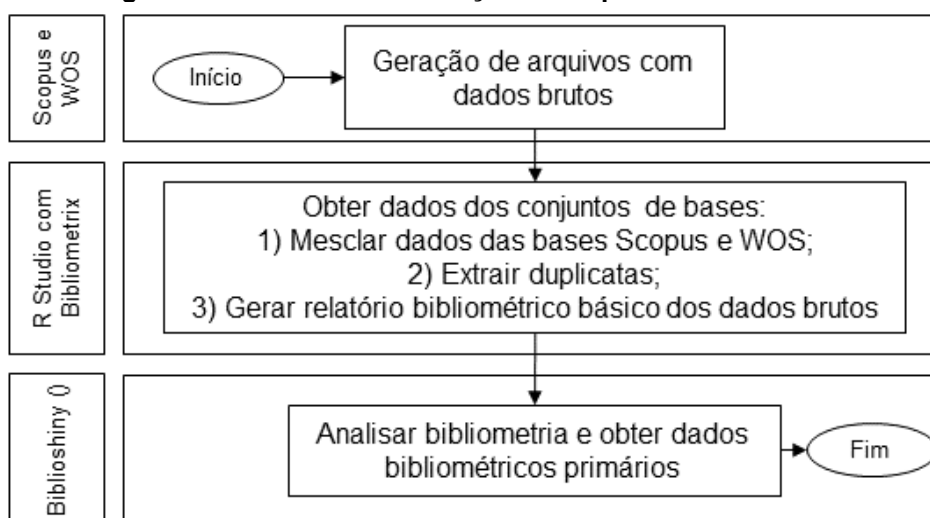 Scopus e
WOS
Início
Geração de arquivos com
dados brutos
R Studio com
Bibliometrix
Obter dados dos conjuntos de bases:
1) Mesclar dados das bases Scopus e WOS;
2) Extrair duplicatas;
3) Gerar relatório bibliométrico básico dos dados brutos
Biblioshiny ()
Analisar bibliometria e obter dados
bibliométricos primários
Fim